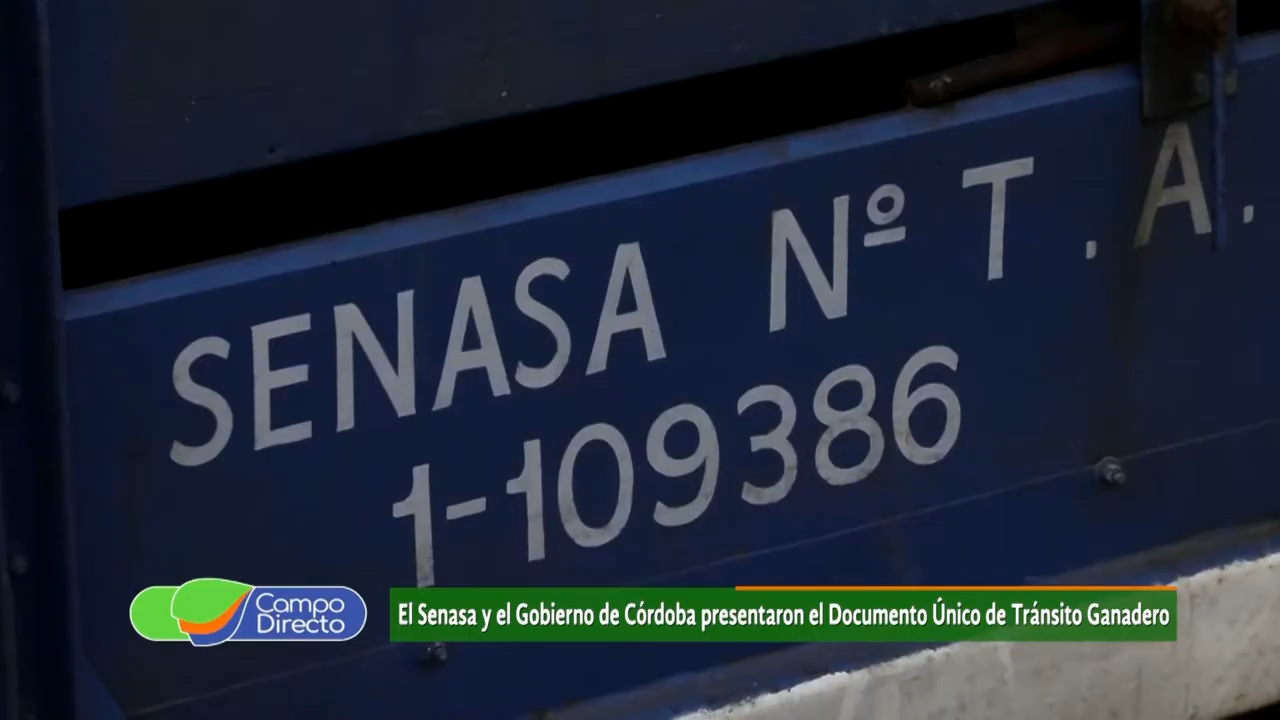 SENASA Nº T.A.
1-109386
Campo
Directo
El Senasa y el Gobierno de Córdoba presentaron el Documento Único de Tránsito Ganadero